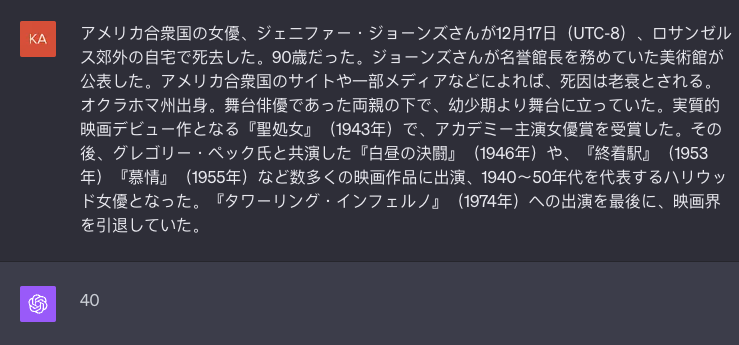 KA
アメリカ合衆国の女優、ジェニファー・ジョーンズさんが12月17日（UTC-8）、ロサンゼル
ス郊外の自宅で死去した。90歳だった。ジョーンズさんが名誉館長を務めていた美術館が
公表した。アメリカ合衆国のサイトや一部メディアなどによれば、死因は老衰とされる。
オクラホマ州出身。舞台俳優であった両親の下で、幼少期より舞台に立っていた。実質的
映画デビュー作となる『聖処女』（1943年）で、アカデミー主演女優賞を受賞した。その
後、グレゴリー・ペック氏と共演した『白昼の決闘』（1946年）や、『終着駅』（1953
年）『慕情』（1955年）など数多くの映画作品に出演、1940〜50年代を代表するハリウッ
ド女優となった。『タワーリング・インフェルノ』（1974年）への出演を最後に、映画界
を引退していた。
40